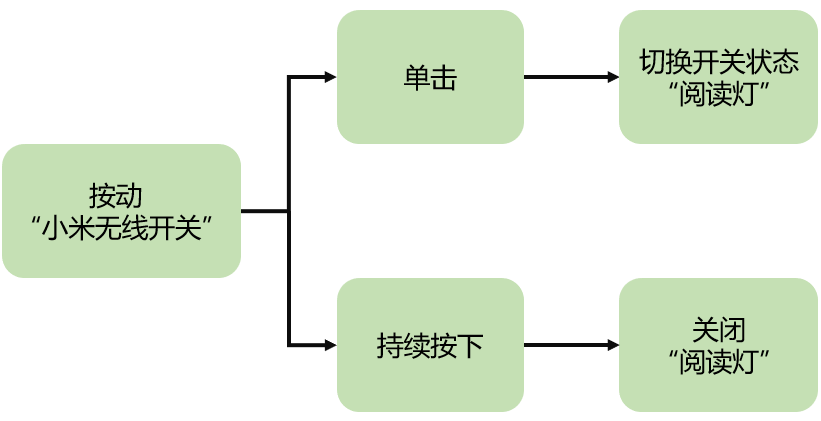 按动
“小米无线开关”
单击
切换开关状态
“阅读灯”
持续按下
关闭
“阅读灯”